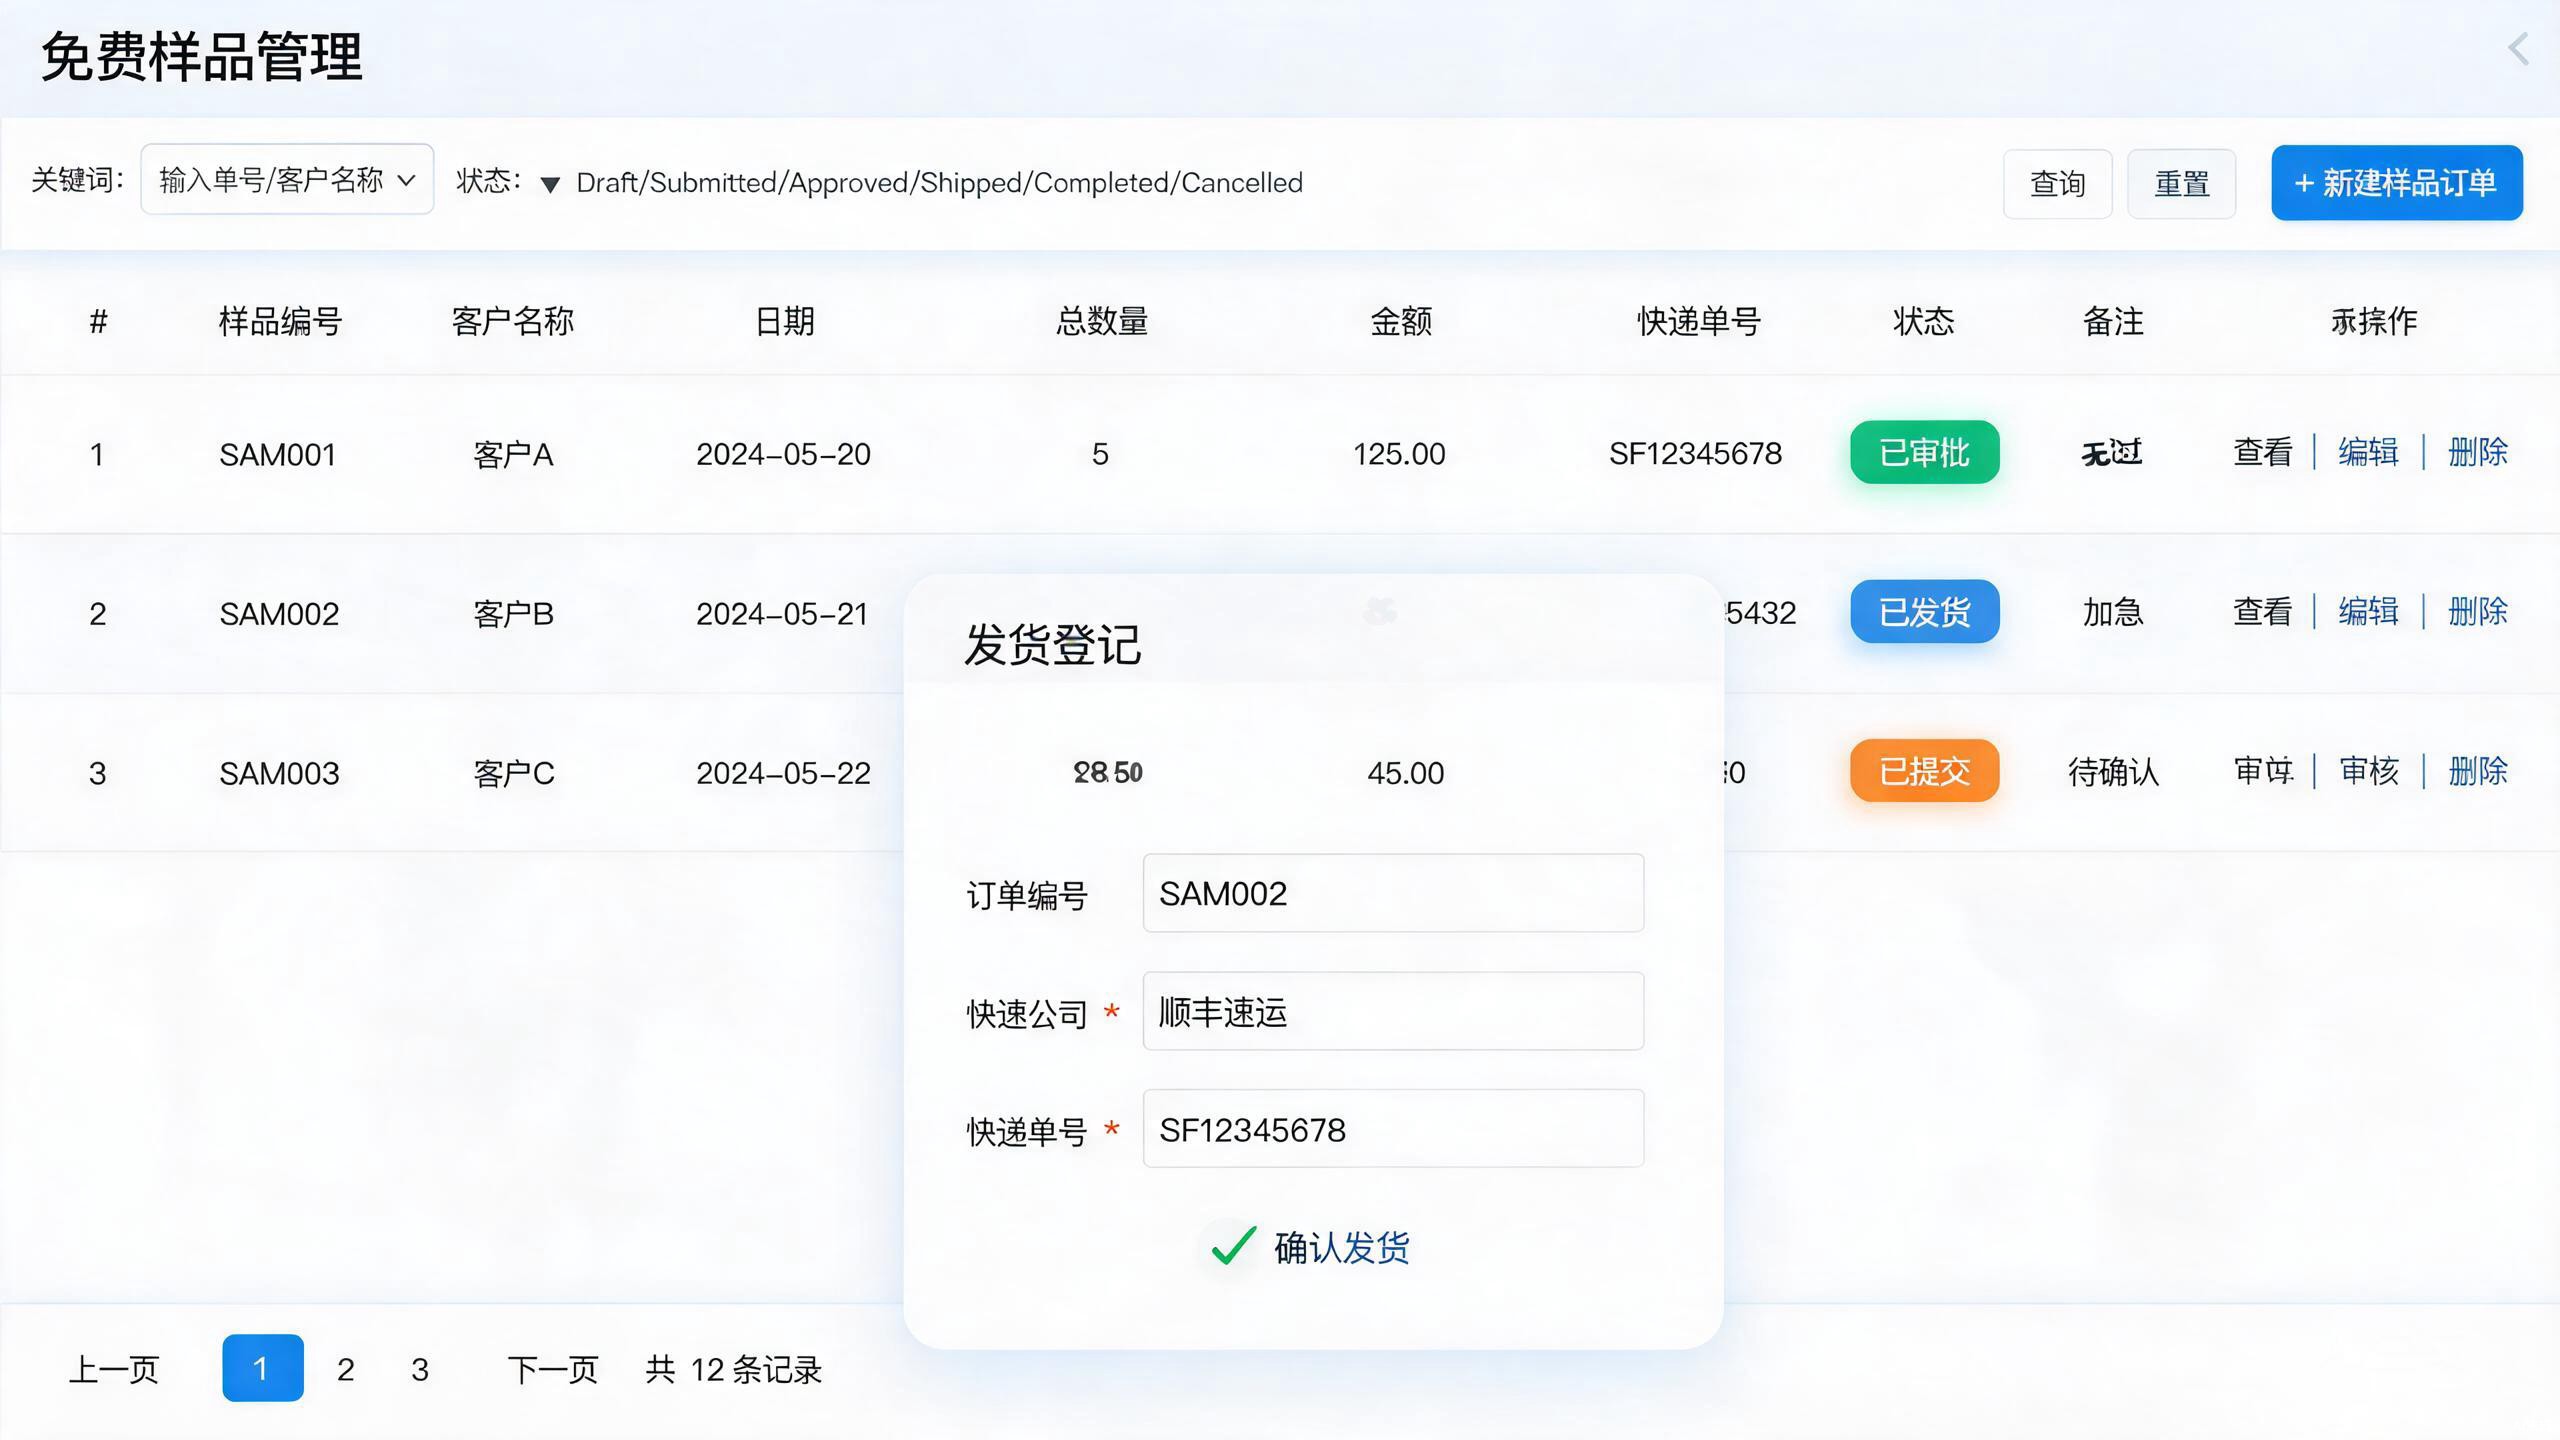 免费样品管理
关键词： 输入单号/客户名称 状态： ▼ Draft/Submitted/Approved/Shipped/Completed/Cancelled 查询 重置 + 新建样品订单
# 样品编号 客户名称 日期 总数量 金额 快递单号 状态 备注
1 SAM001 客户A 2024-05-20 5 125.00 SF12345678 已审批 查看 | 编辑 | 删除
2 SAM002 客户B 2024-05-21 5432 已发货 加急 查看 | 编辑 | 删除
3 SAM003 客户C 2024-05-22 45.00 0 已提交 待确认 审核 | 删除
发货登记
订单编号 SAM002
快速公司 * 顺丰速运
快递单号 * SF12345678
确认发货
上一页 1 2 3 下一页 共 12 条记录